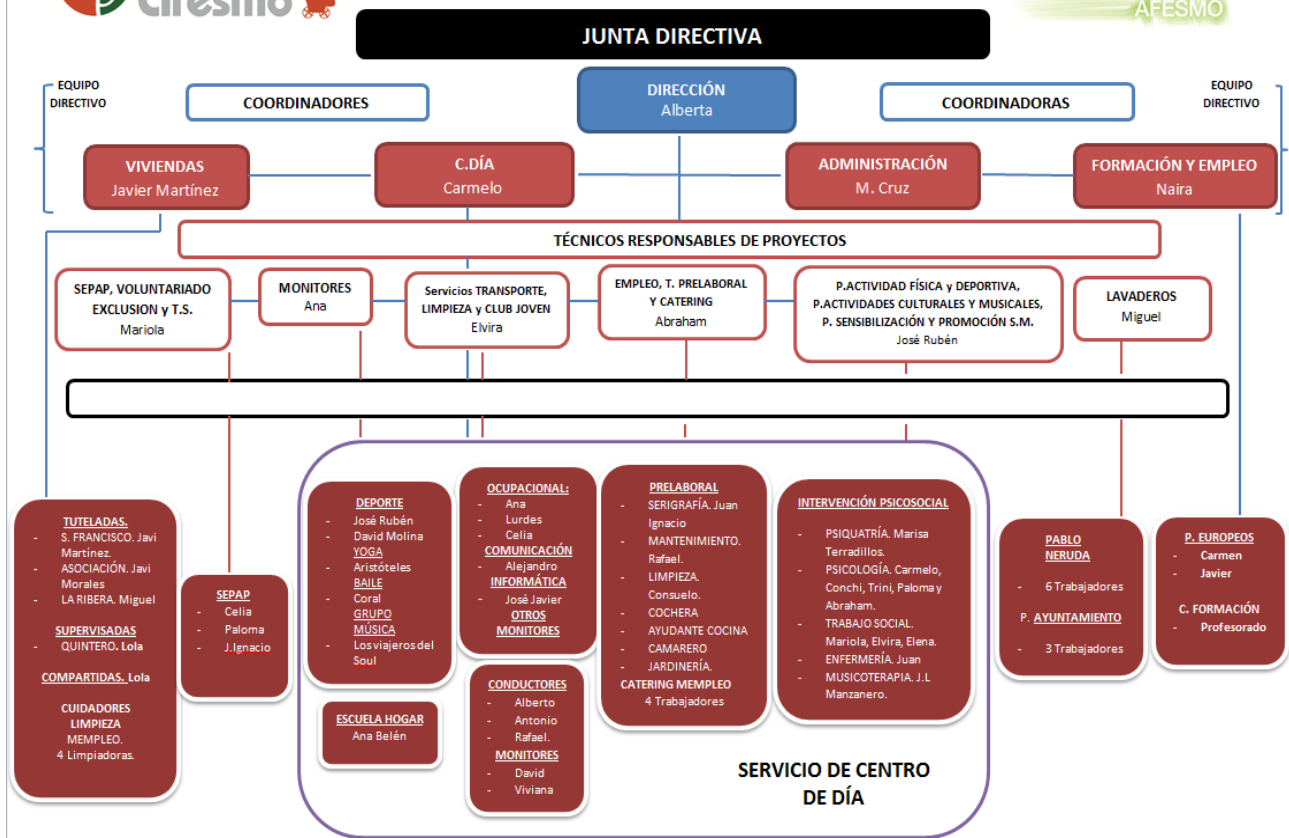 cifesmo
AFESMO
JUNTA DIRECTIVA
EQUIPO
DIRECTIVO
COORDINADORES
DIRECCIÓN
Alberta
COORDINADORAS
EQUIPO
DIRECTIVO
VIVIENDAS
Javier Martínez
C.DÍA
Carmelo
ADMINISTRACIÓN
M. Cruz
FORMACIÓN Y EMPLEO
Naira
TÉCNICOS RESPONSABLES DE PROYECTOS
SEPAP, VOLUNTARIADO
EXCLUSION y T.S.
Mariola
MONITORES
Ana
Servicios TRANSPORTE,
LIMPIEZA y CLUB JOVEN
Elvira
EMPLEO, T. PRELABORAL
Y CATERING
Abraham
P.ACTIVIDAD FÍSICA y DEPORTIVA,
P.ACTIVIDADES CULTURALES Y MUSICALES,
P. SENSIBILIZACIÓN Y PROMOCIÓN S.M.
José Rubén
LAVADEROS
Miguel
TUTELADAS.
- S. FRANCISCO. Javi
Martínez.
- ASOCIACIÓN. Javi
Morales
- LA RIBERA. Miguel
SUPERVISADAS
- QUINTERO. Lola
COMPARTIDAS. Lola
CUIDADORES
LIMPIEZA
MEMPLEO.
4 Limpiadoras.
SEPAP
- Celia
- Paloma
- J.Ignacio
DEPORTE
- José Rubén
- David Molina
YOGA
- Aristóteles
BAILE
- Coral
GRUPO
MÚSICA
- Los viajeros del
Soul
ESCUELA HOGAR
Ana Belén
OCUPACIONAL:
- Ana
- Lurdes
- Celia
COMUNICACIÓN
- Alejandro
INFORMÁTICA
- José Javier
OTROS
MONITORES
CONDUCTORES
- Alberto
- Antonio
- Rafael.
MONITORES
- David
- Viviana
PRELABORAL
- SERIGRAFÍA. Juan
Ignacio
- MANTENIMIENTO.
Rafael.
- LIMPIEZA.
Consuelo.
- COCHERA
- AYUDANTE COCINA
- CAMARERO
- JARDINERÍA.
CATERING MEMPLEO
4 Trabajadores
INTERVENCIÓN PSICOSOCIAL
- PSIQUATRÍA. Marisa
Terradillos.
- PSICOLOGÍA. Carmelo,
Conchi, Trini, Paloma y
Abraham.
- TRABAJO SOCIAL.
Mariola, Elvira, Elena.
- ENFERMERÍA. Juan
- MUSICOTERAPIA. J.L
Manzanero.
SERVICIO DE CENTRO
DE DÍA
PABLO
NERUDA
- 6 Trabajadores
P. AYUNTAMIENTO
- 3 Trabajadores
P. EUROPEOS
- Carmen
- Javier
C. FORMACIÓN
- Profesorado